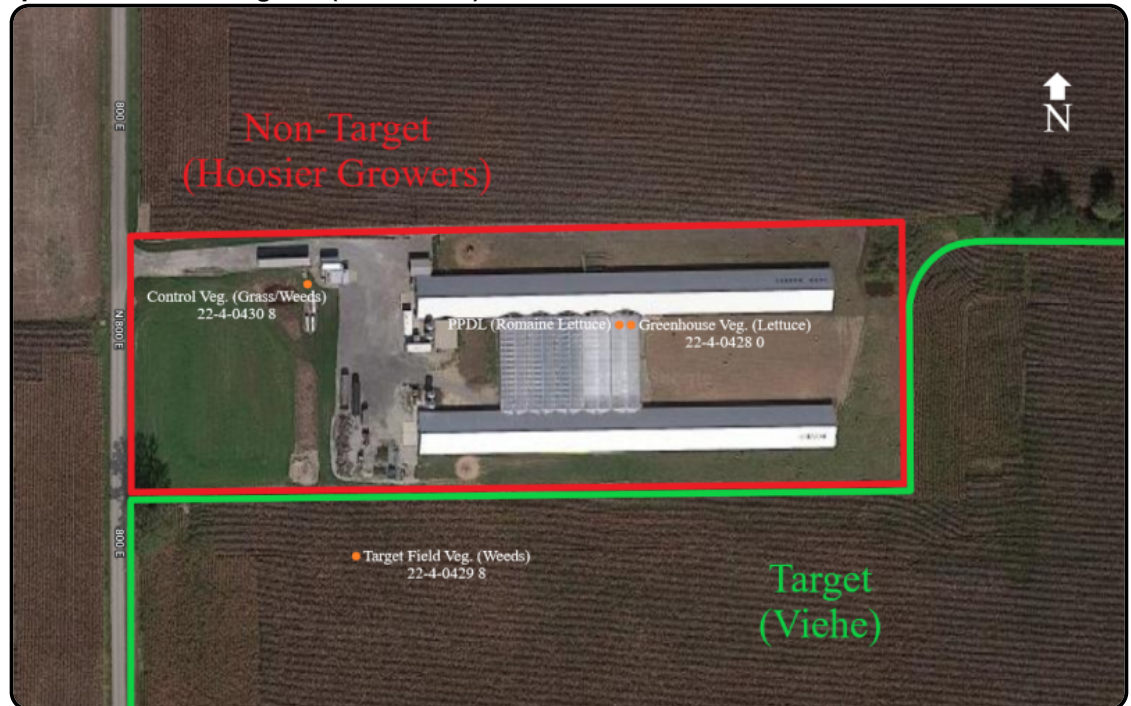 800 E
N
Non-Target
(Hoosier Growers)
Control Veg. (Grass/Weeds)
22-4-0430 8
PPDL (Romaine Lettuce)
Greenhouse Veg. (Lettuce)
22-4-0428 0
N 800 E
800 E
Target Field Veg. (Weeds)
22-4-0429 8
Target
(Viehe)